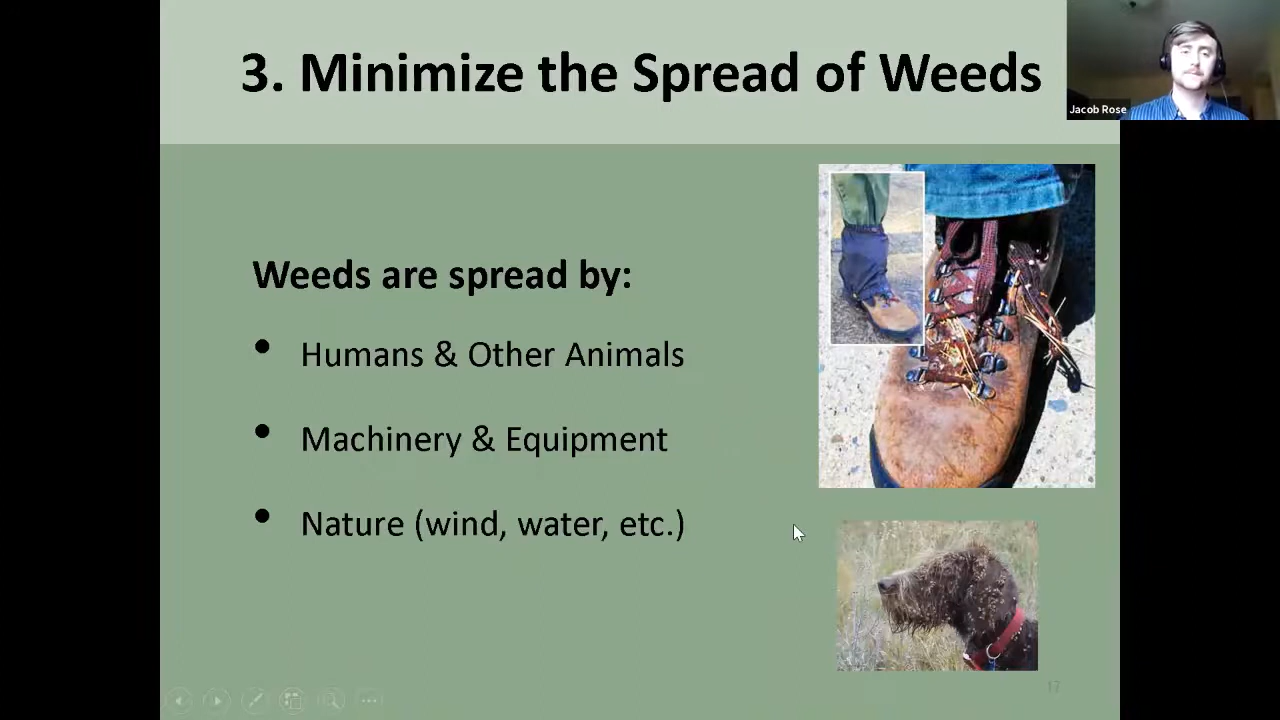 3. Minimize the Spread of Weeds
Jacob Rose
Weeds are spread by:
• Humans & Other Animals
• Machinery & Equipment
• Nature (wind, water, etc.)
17